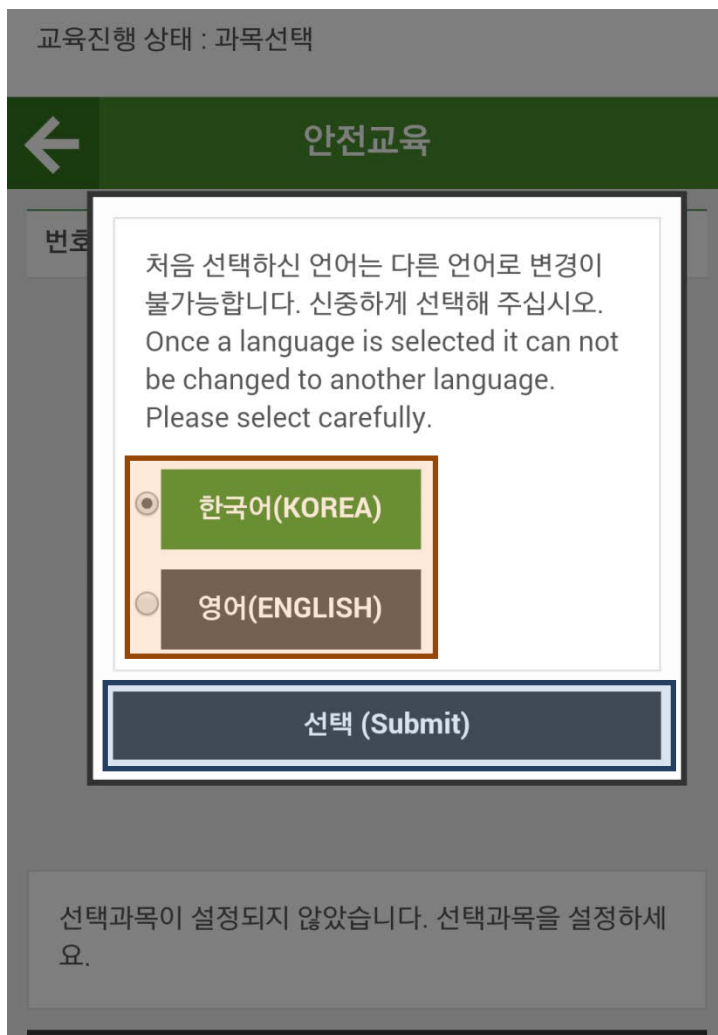 교육진행 상태 : 과목선택
안전교육
번호
처음 선택하신 언어는 다른 언어로 변경이
불가능합니다. 신중하게 선택해 주십시오.
Once a language is selected it can not
be changed to another language.
Please select carefully.
한국어(KOREA)
영어(ENGLISH)
선택 (Submit)
선택과목이 설정되지 않았습니다. 선택과목을 설정하세
요.